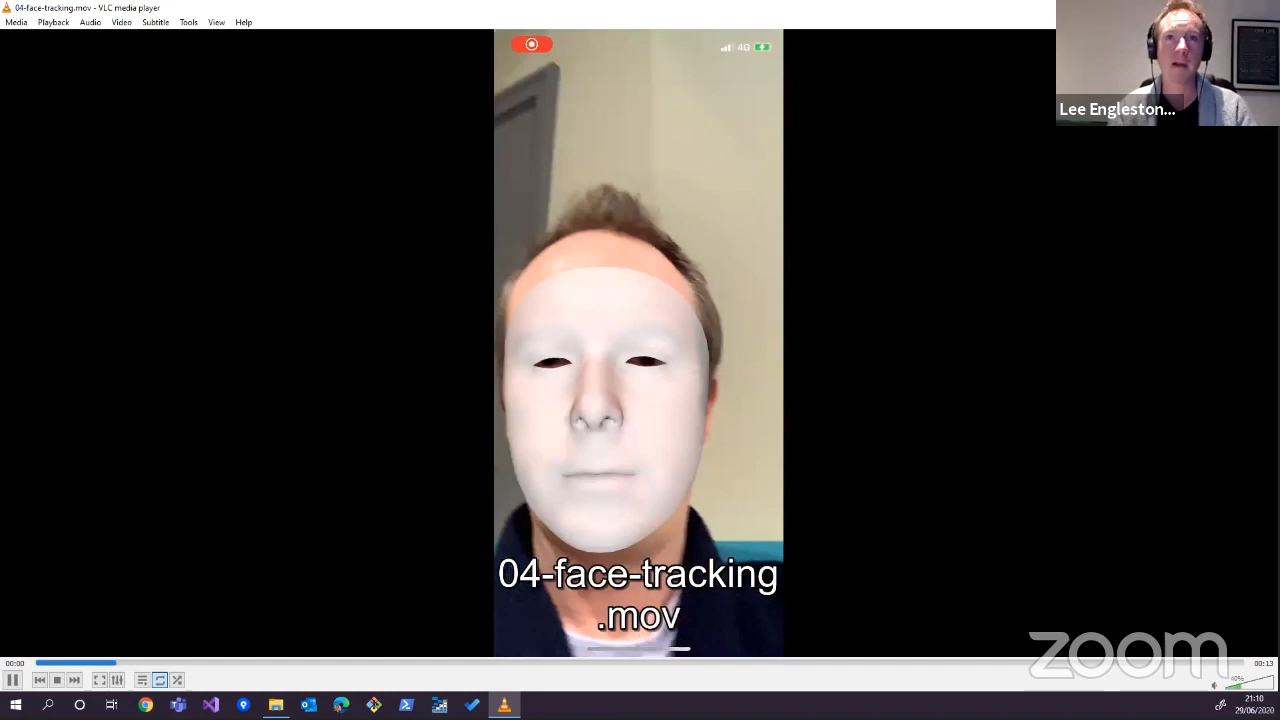 04-face-tracking.mov - VLC media player
Media Playback Audio Video Subtitle Tools View Help
4G
Lee Engleston...
04-face-tracking
.mov
zoom
00:00
00:13
40%
21:10
29/06/2020